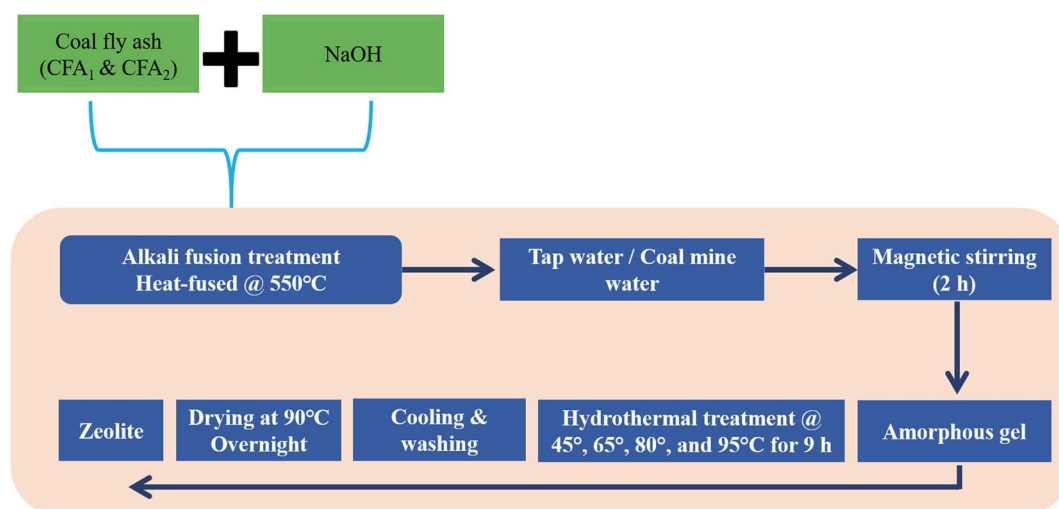 Coal fly ash
(CFA₁ & CFA₂)
NaOH
Alkali fusion treatment
Heat-fused @ 550°C
Tap water / Coal mine
water
Magnetic stirring
(2 h)
Zeolite
Drying at 90°C
Overnight
Cooling &
washing
Hydrothermal treatment @
45°, 65°, 80°, and 95°C for 9 h
Amorphous gel